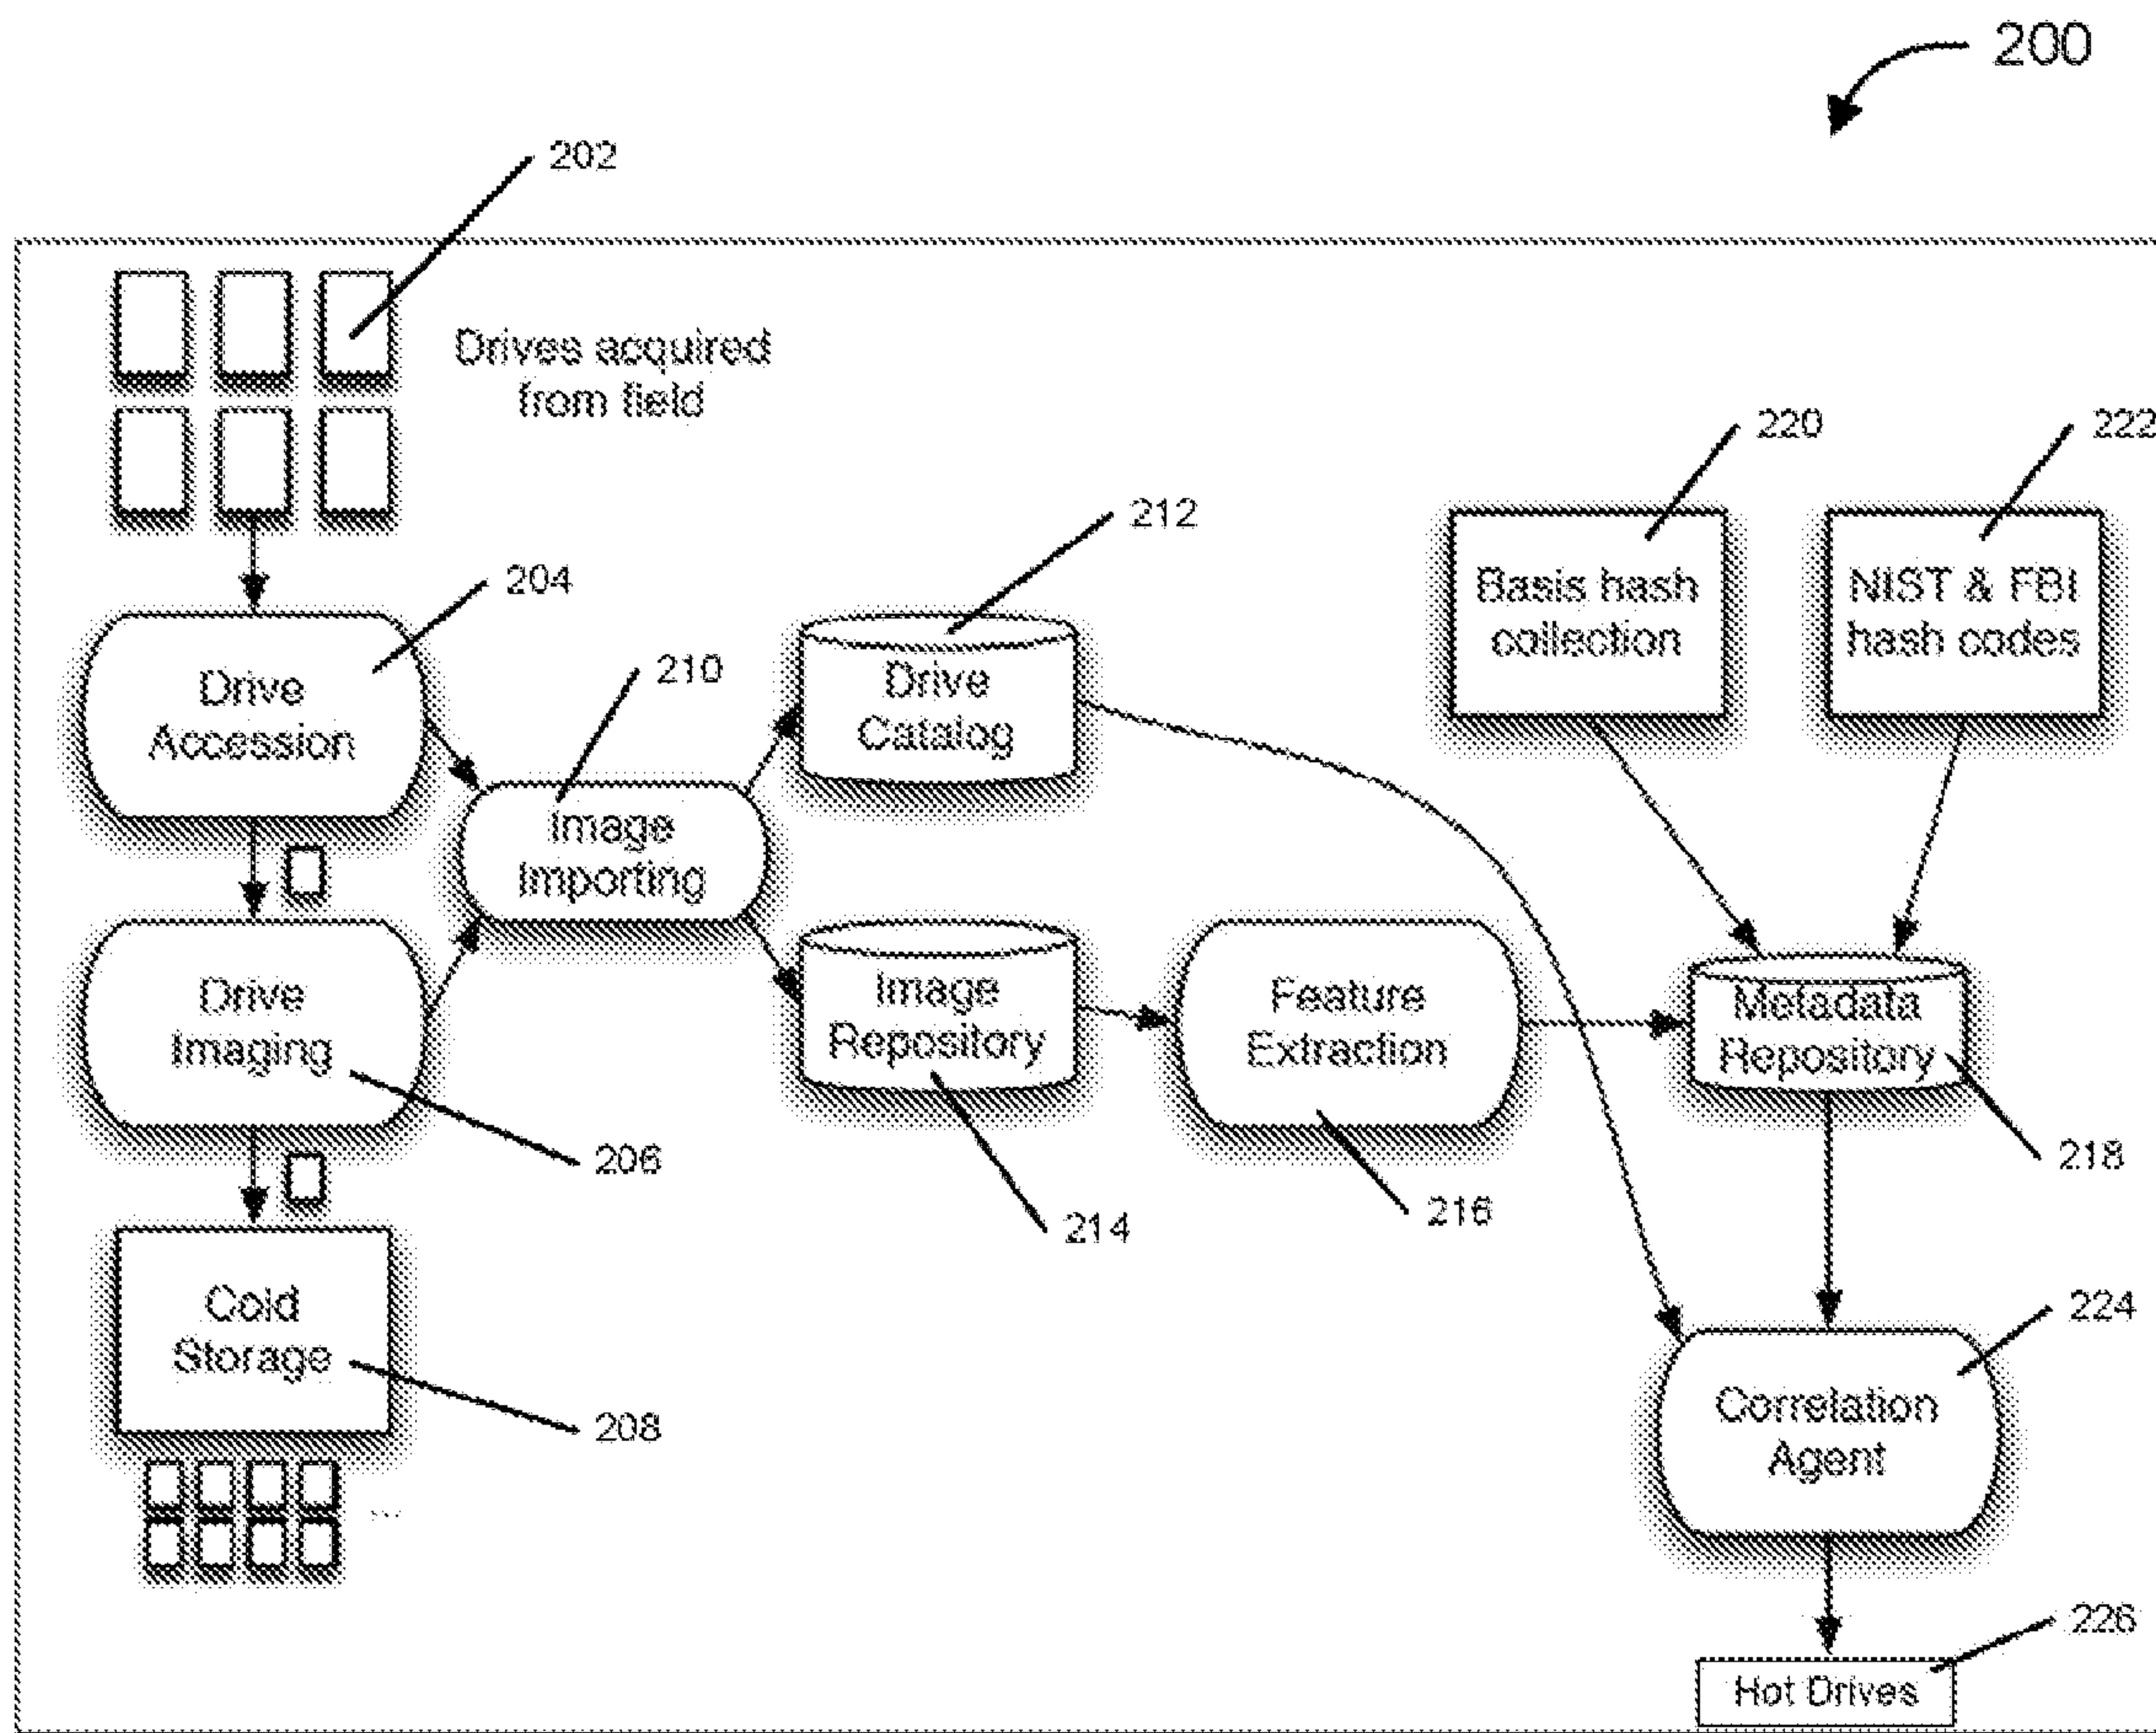 200
202
Drives acquired
from field
220
222
212
204
Basis hash
collection
NIST & FBI
hash codes
210
Drive
Catalog
Drive
Accession
Image
Importing
Drive
Imaging
Image
Repository
Feature
Extraction
Metadata
Repository
206
214
216
218
Cold
Storage
208
224
Correlation
Agent
...
226
Hot Drives